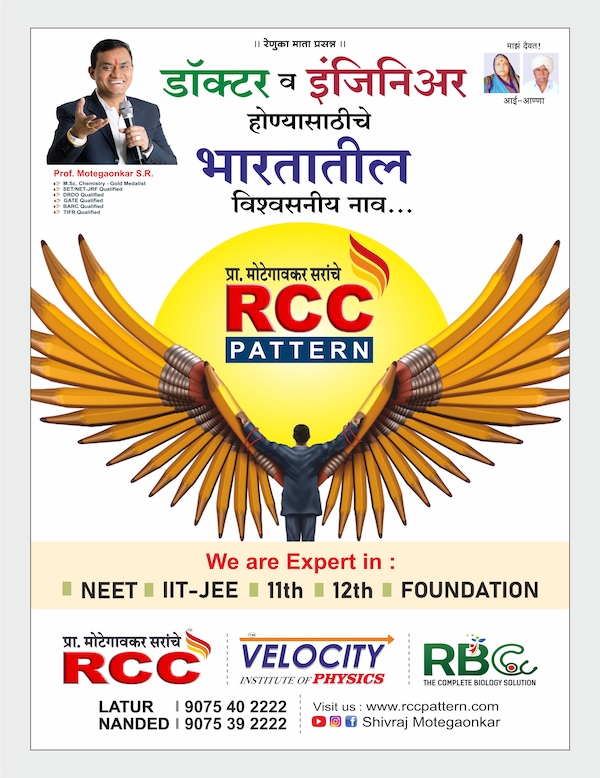 ॥ रेणुका माता प्रसन्न ॥
माझं दैवत!
डॉक्टर व इंजिनिअर
आई-आण्णा
होण्यासाठीचे
भारतातील
विश्वसनीय नाव...
Prof. Motegaonkar S.R.
M.Sc. Chemistry - Gold Medalist
SET/NET-JRF Qualified
DRDO Qualified
GATE Qualified
BARC Qualified
TIFR Qualified
प्रा. मोटेगावकर सरांचे
RCC
PATTERN
We are Expert in :
NEET IIT-JEE 11th 12th FOUNDATION
प्रा. मोटेगावकर सरांचे
RCC
VELOCITY
INSTITUTE OF PHYSICS
RBC
THE COMPLETE BIOLOGY SOLUTION
LATUR | 9075 40 2222
NANDED | 9075 39 2222
Visit us : www.rccpattern.com
Shivraj Motegaonkar